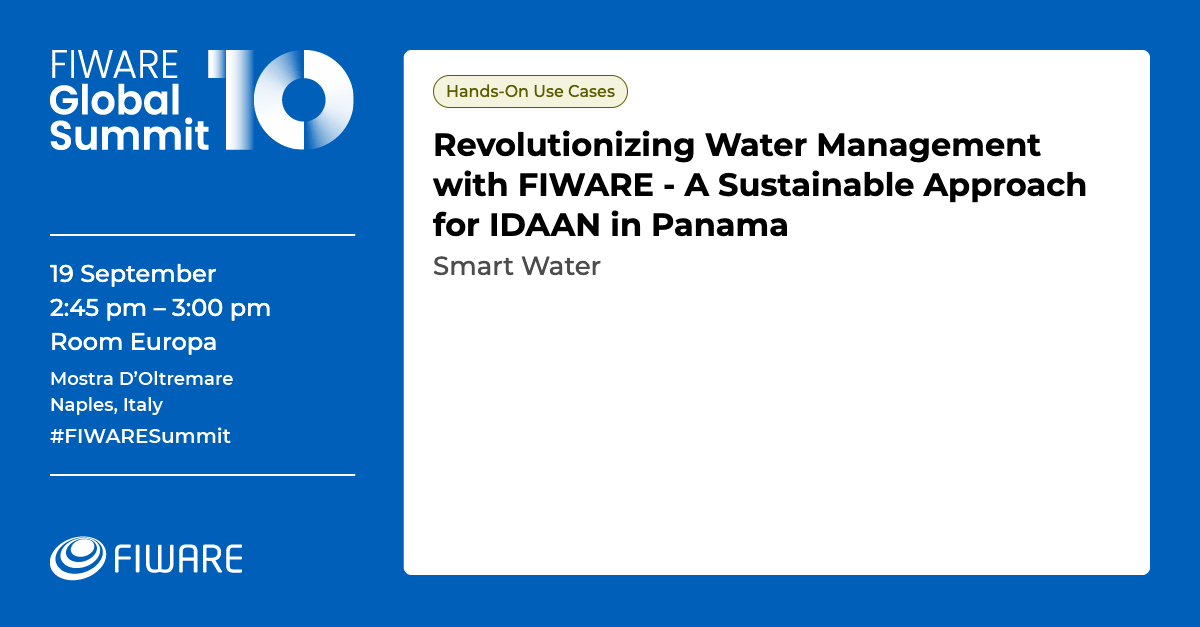 FIWARE
Global
Summit
10
19 September
2:45 pm – 3:00 pm
Room Europa
Mostra D’Oltremare
Naples, Italy
#FIWARESummit
FIWARE
Hands-On Use Cases
Revolutionizing Water Management
with FIWARE - A Sustainable Approach
for IDAAN in Panama
Smart Water